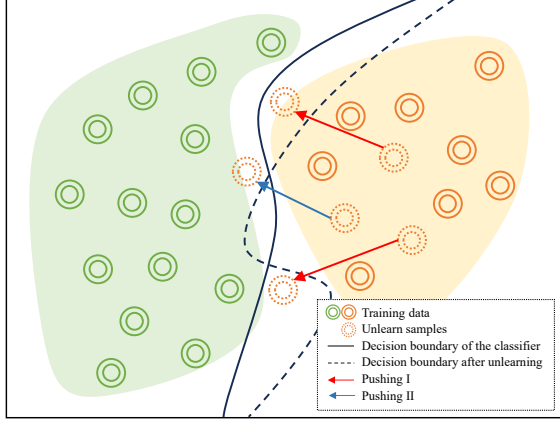 Training data
Unlearn samples
Decision boundary of the classifier
Decision boundary after unlearning
Pushing I
Pushing II